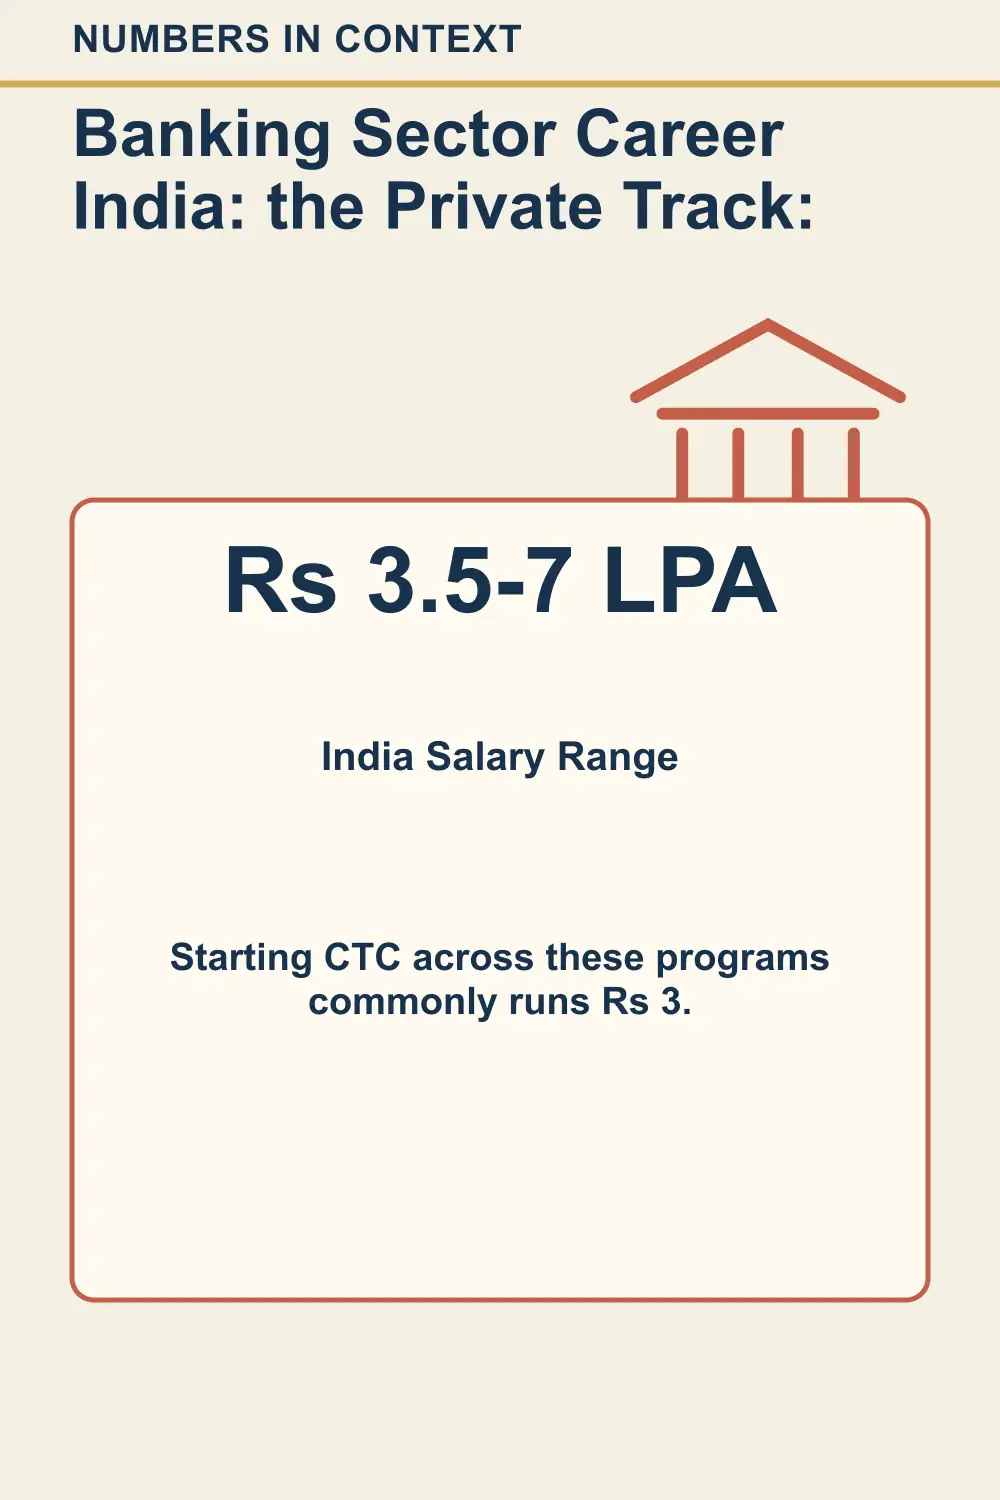 NUMBERS IN CONTEXT
Banking Sector Career
India: the Private Track:
Rs 3.5-7 LPA
India Salary Range
Starting CTC across these programs
commonly runs Rs 3.